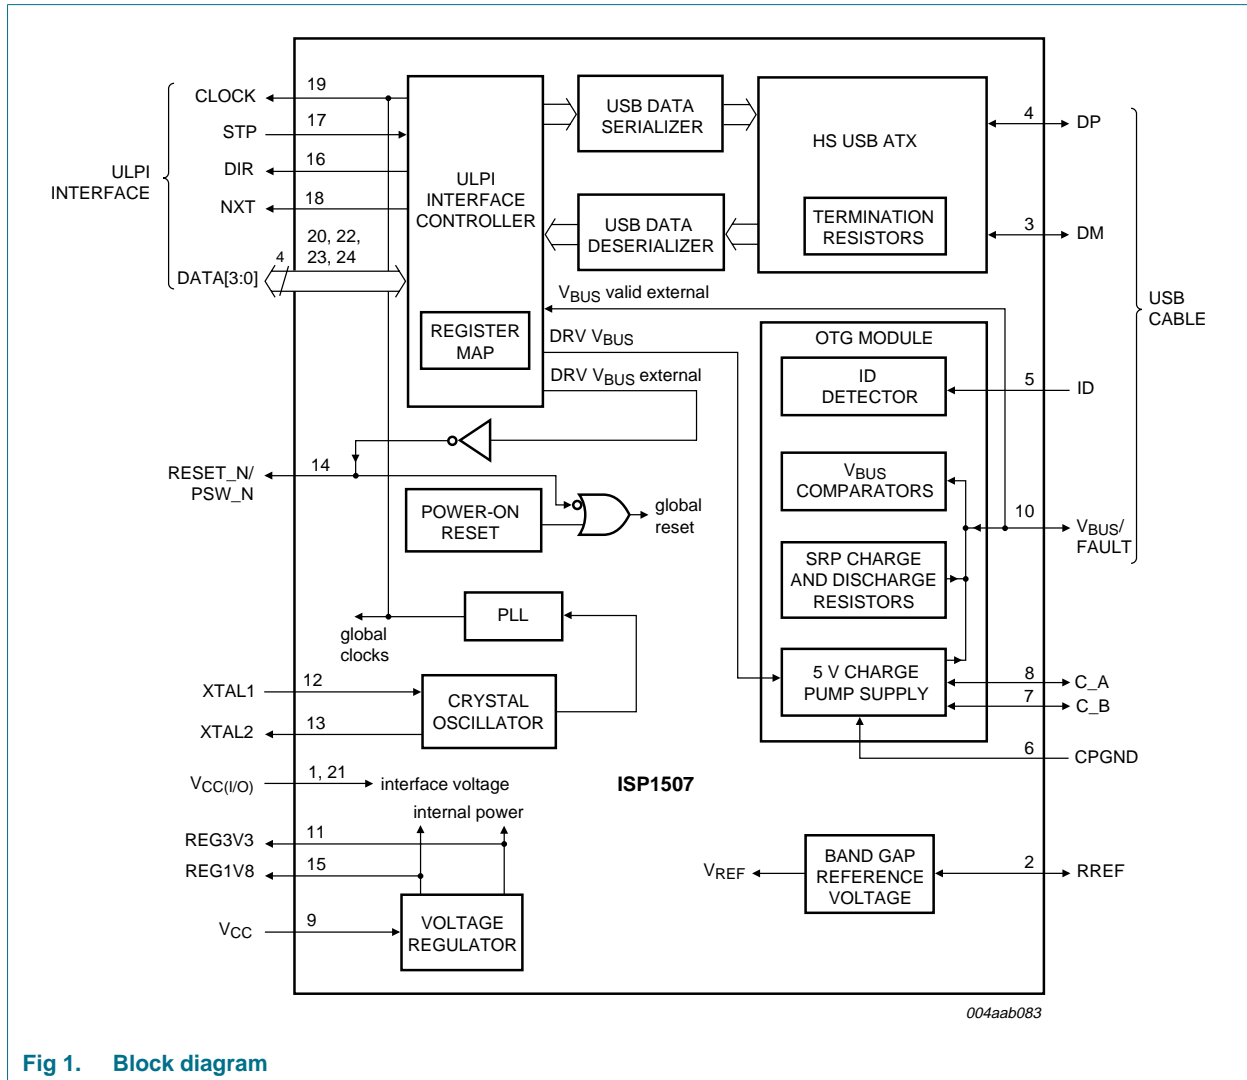 CLOCK
19
STP
17
DIR
16
NXT
18
DATA[3:0]
4
20, 22,
23, 24
ULPI
INTERFACE
ULPI
INTERFACE
CONTROLLER
REGISTER
MAP
USB DATA
SERIALIZER
USB DATA
DESERIALIZER
HS USB ATX
TERMINATION
RESISTORS
4
DP
3
DM
USB
CABLE
VBUS valid external
DRV VBUS
DRV VBUS external
OTG MODULE
ID
DETECTOR
5
ID
VBUS
COMPARATORS
10
VBUS/
FAULT
SRP CHARGE
AND DISCHARGE
RESISTORS
5 V CHARGE
PUMP SUPPLY
8
C_A
7
C_B
6
CPGND
RESET_N/
PSW_N
14
POWER-ON
RESET
global
reset
PLL
global
clocks
XTAL1
12
XTAL2
13
CRYSTAL
OSCILLATOR
VCC(I/O)
1, 21
interface voltage
ISP1507
internal power
REG3V3
11
REG1V8
15
VCC
9
VOLTAGE
REGULATOR
VREF
BAND GAP
REFERENCE
VOLTAGE
2
RREF
004aab083
Fig 1. Block diagram